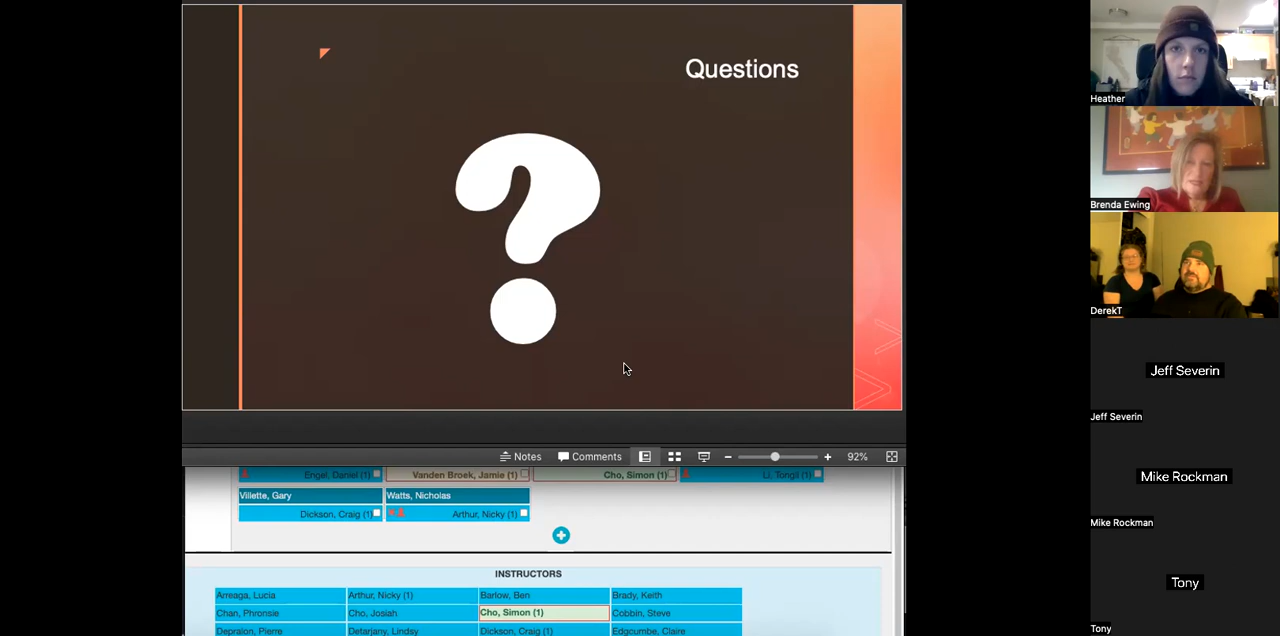 Questions
?
Notes
Comments
92%
Engel, Daniel (1)
Vanden Broek, Jamie (1)
Cho, Simon (1)
Li, Tongli (1)
Villette, Gary
Watts, Nicholas
Dickson, Craig (1)
Arthur, Nicky (1)
INSTRUCTORS
Arreaga, Lucia
Arthur, Nicky (1)
Barlow, Ben
Brady, Keith
Chan, Phronsie
Cho, Josiah
Cho, Simon (1)
Cobbin, Steve
Depralon, Pierre
Detarjany, Lindsy
Dickson, Craig (1)
Edgcombe, Claire
Heather
Brenda Ewing
DerekT
Jeff Severin
Jeff Severin
Mike Rockman
Mike Rockman
Tony
Tony